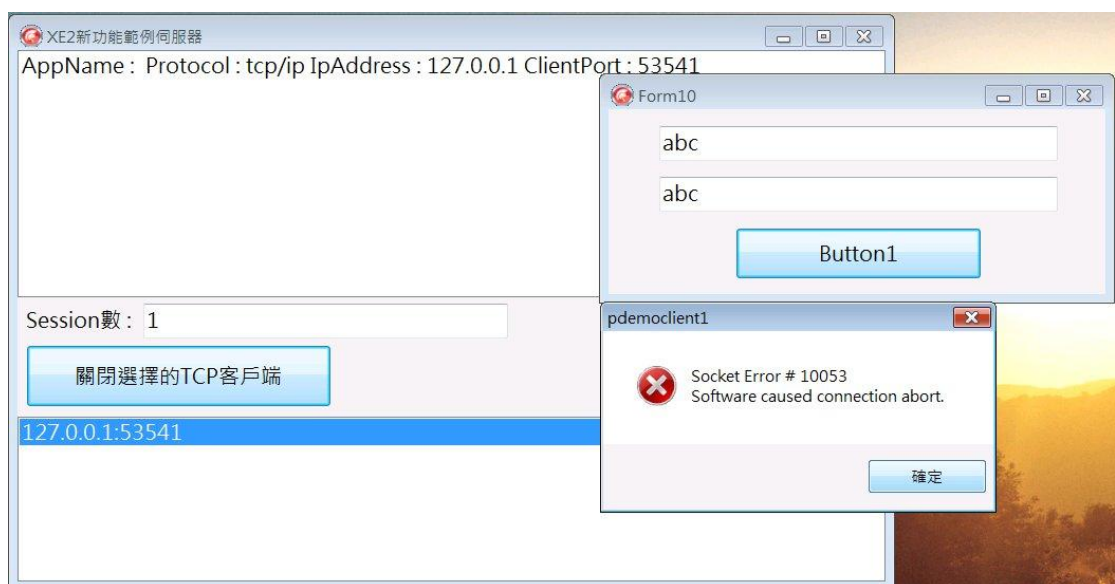 XE2新功能範例伺服器
AppName : Protocol : tcp/ip IpAddress : 127.0.0.1 ClientPort : 53541
Form10
abc
abc
Button1
Session數 : 1
關閉選擇的TCP客戶端
127.0.0.1:53541
pdemoclient1
Socket Error # 10053
Software caused connection abort.
確定